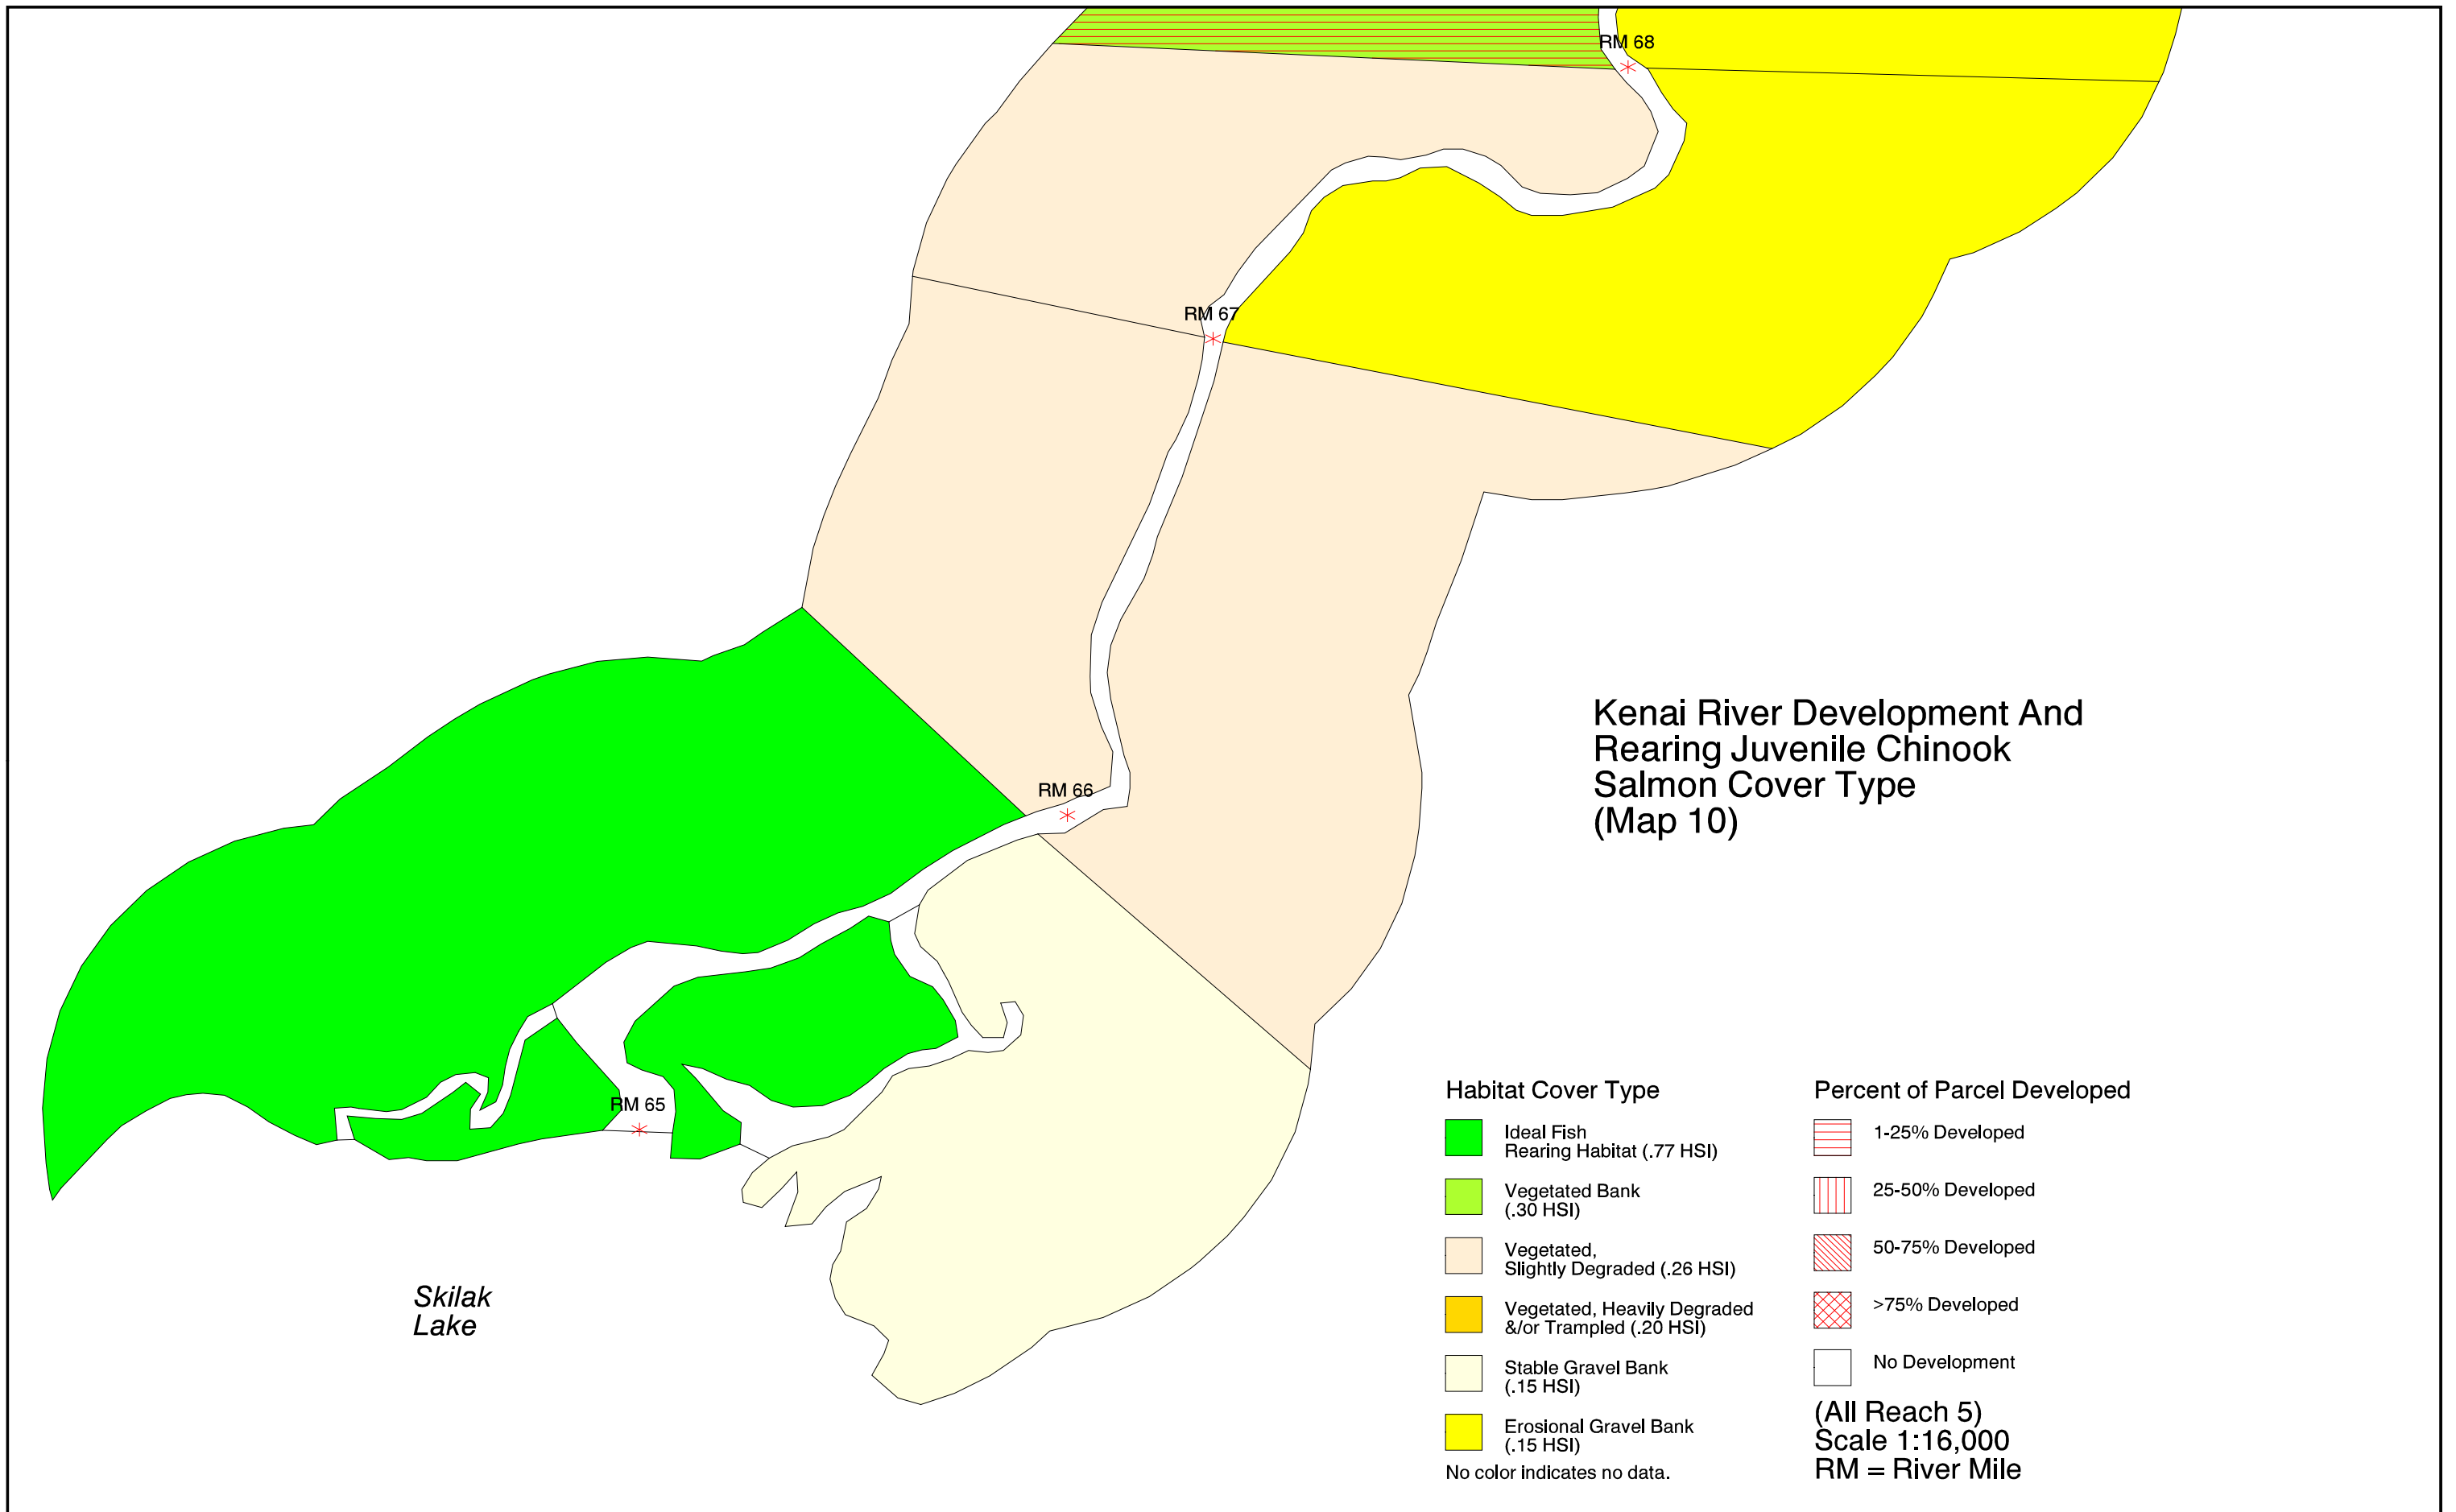 RM 68
RM 67
RM 66
RM 65
Kenai River Development And
Rearing Juvenile Chinook
Salmon Cover Type
(Map 10)
Skilak
Lake
Habitat Cover Type
Ideal Fish
Rearing Habitat (.77 HSI)
Vegetated Bank
(.30 HSI)
Vegetated,
Slightly Degraded (.26 HSI)
Vegetated, Heavily Degraded
&/or Trampled (.20 HSI)
Stable Gravel Bank
(.15 HSI)
Erosional Gravel Bank
(.15 HSI)
No color indicates no data.
Percent of Parcel Developed
1-25% Developed
25-50% Developed
50-75% Developed
>75% Developed
No Development
(All Reach 5)
Scale 1:16,000
RM = River Mile